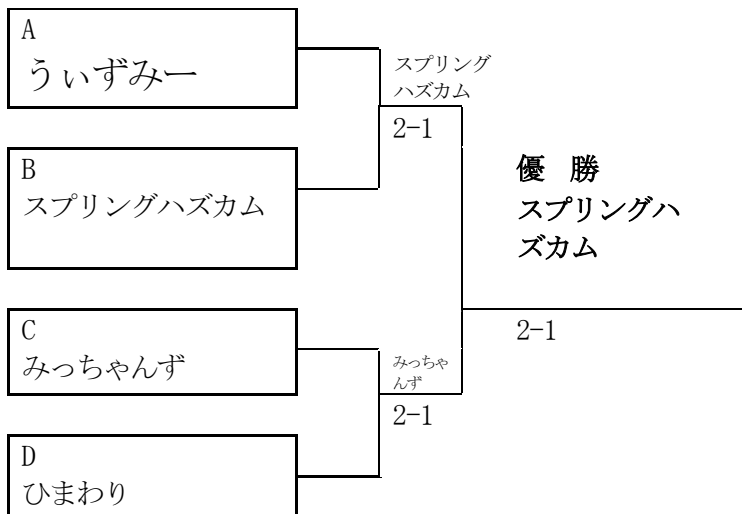 A
うぃずみー
スプリング
ハズカム
2-1
B
スプリングハズカム
優 勝
スプリングハ
ズカム
C
みっちゃんず
2-1
みっちゃ
んず
2-1
D
ひまわり